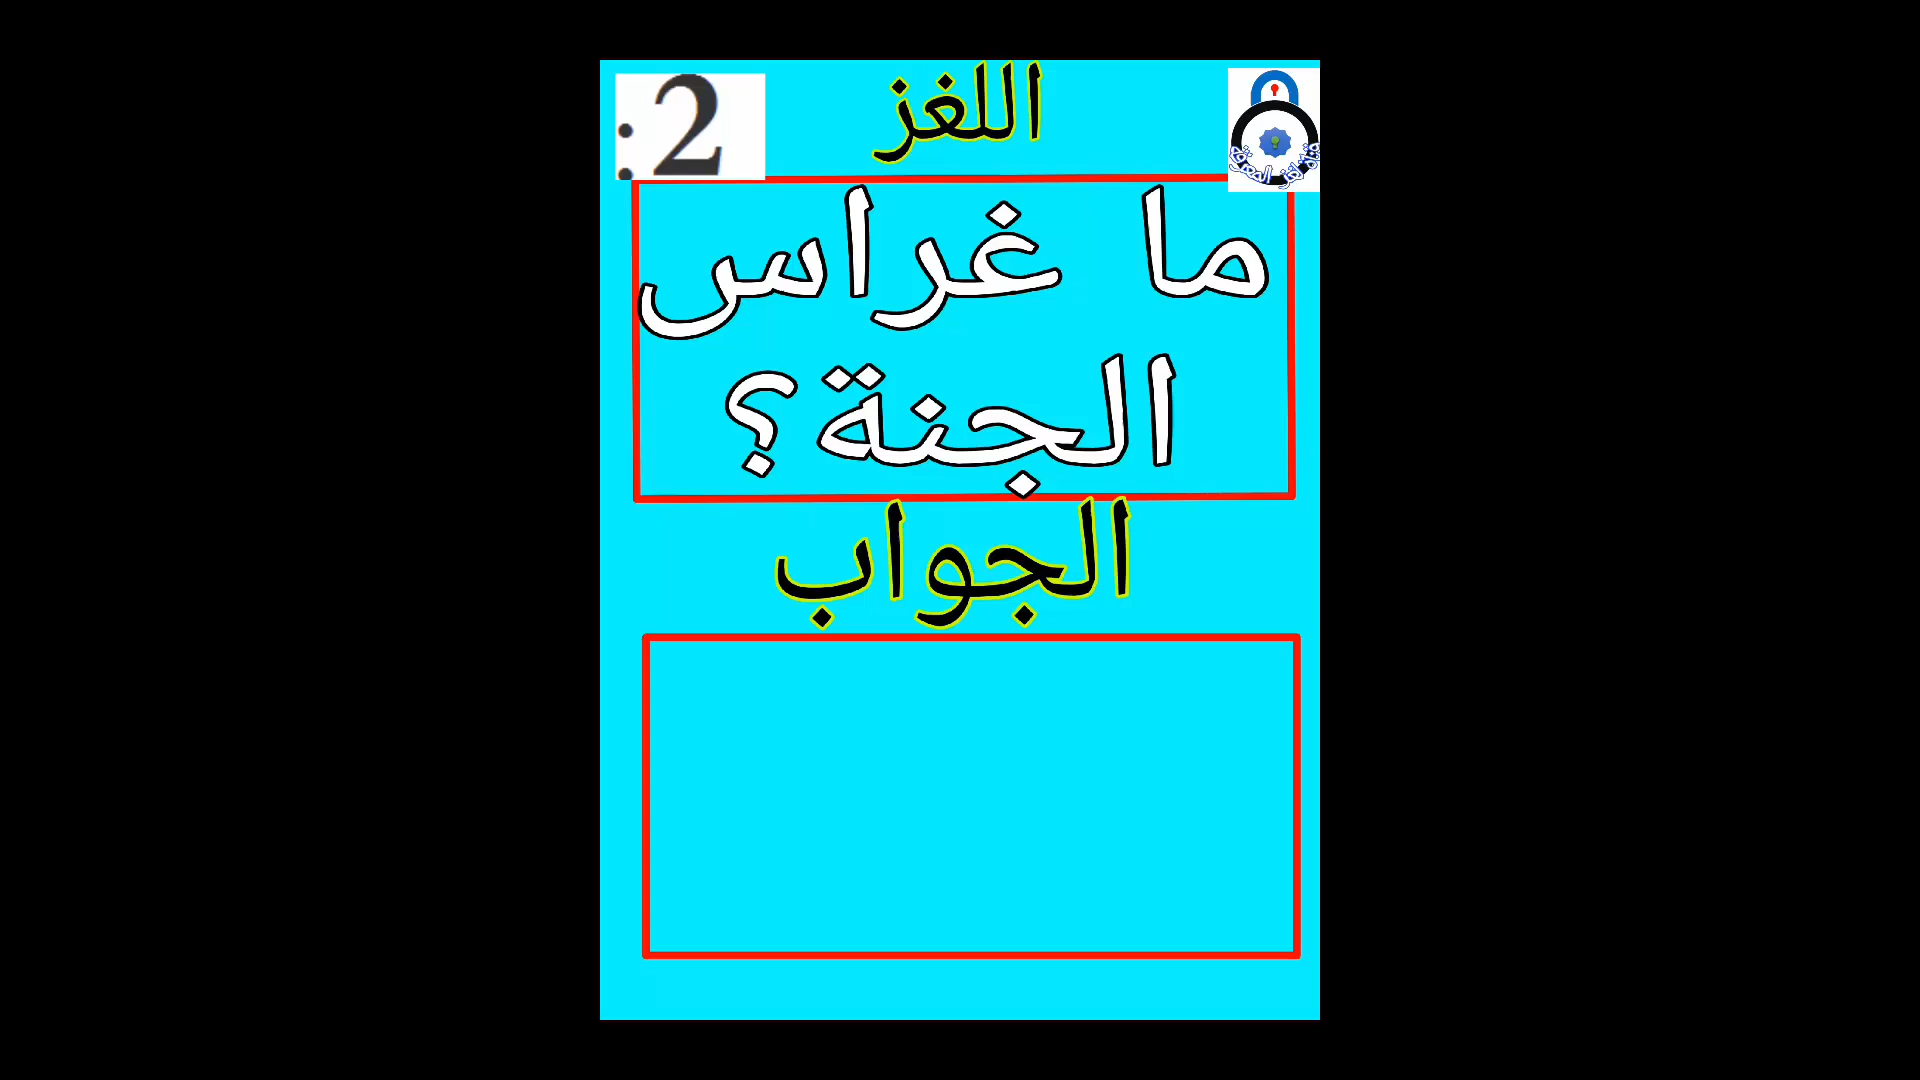 اللغز
2:
ما غراس
الجنة؟
الجواب